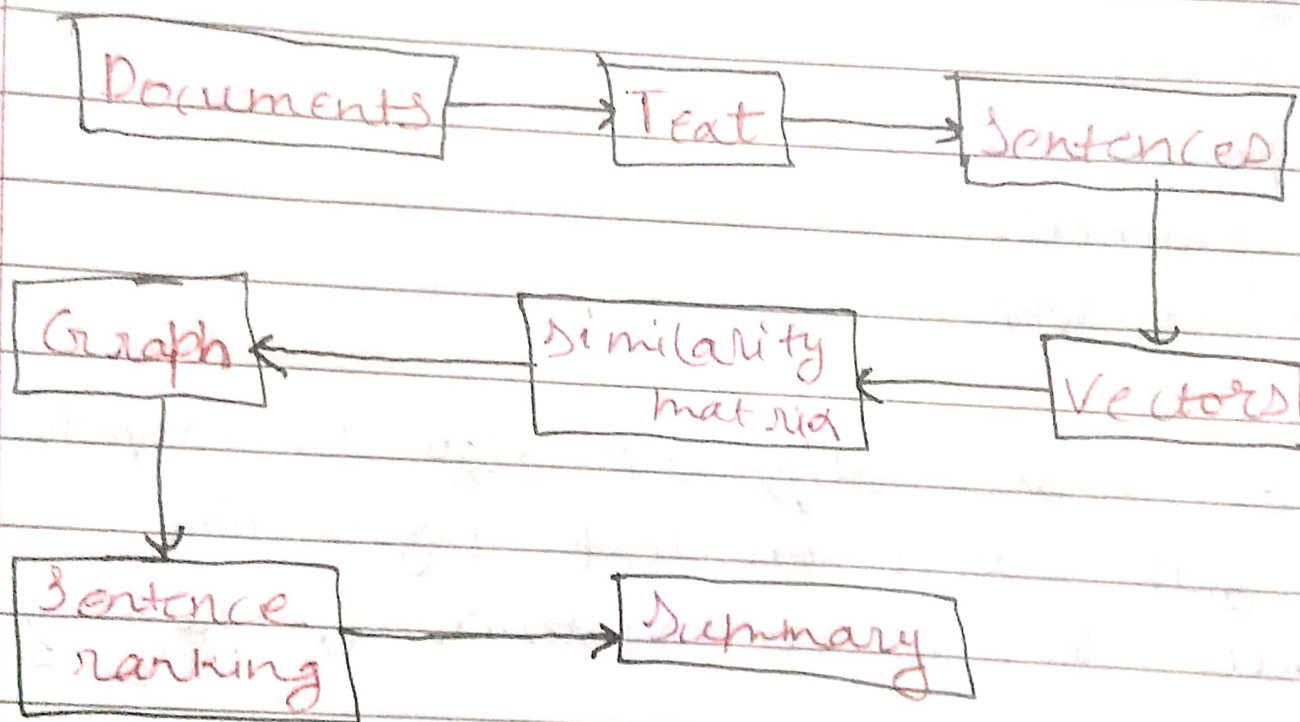 Documents
Text
Sentences
Graph
Similarity
matrix
Vectors
Sentence
ranking
Summary